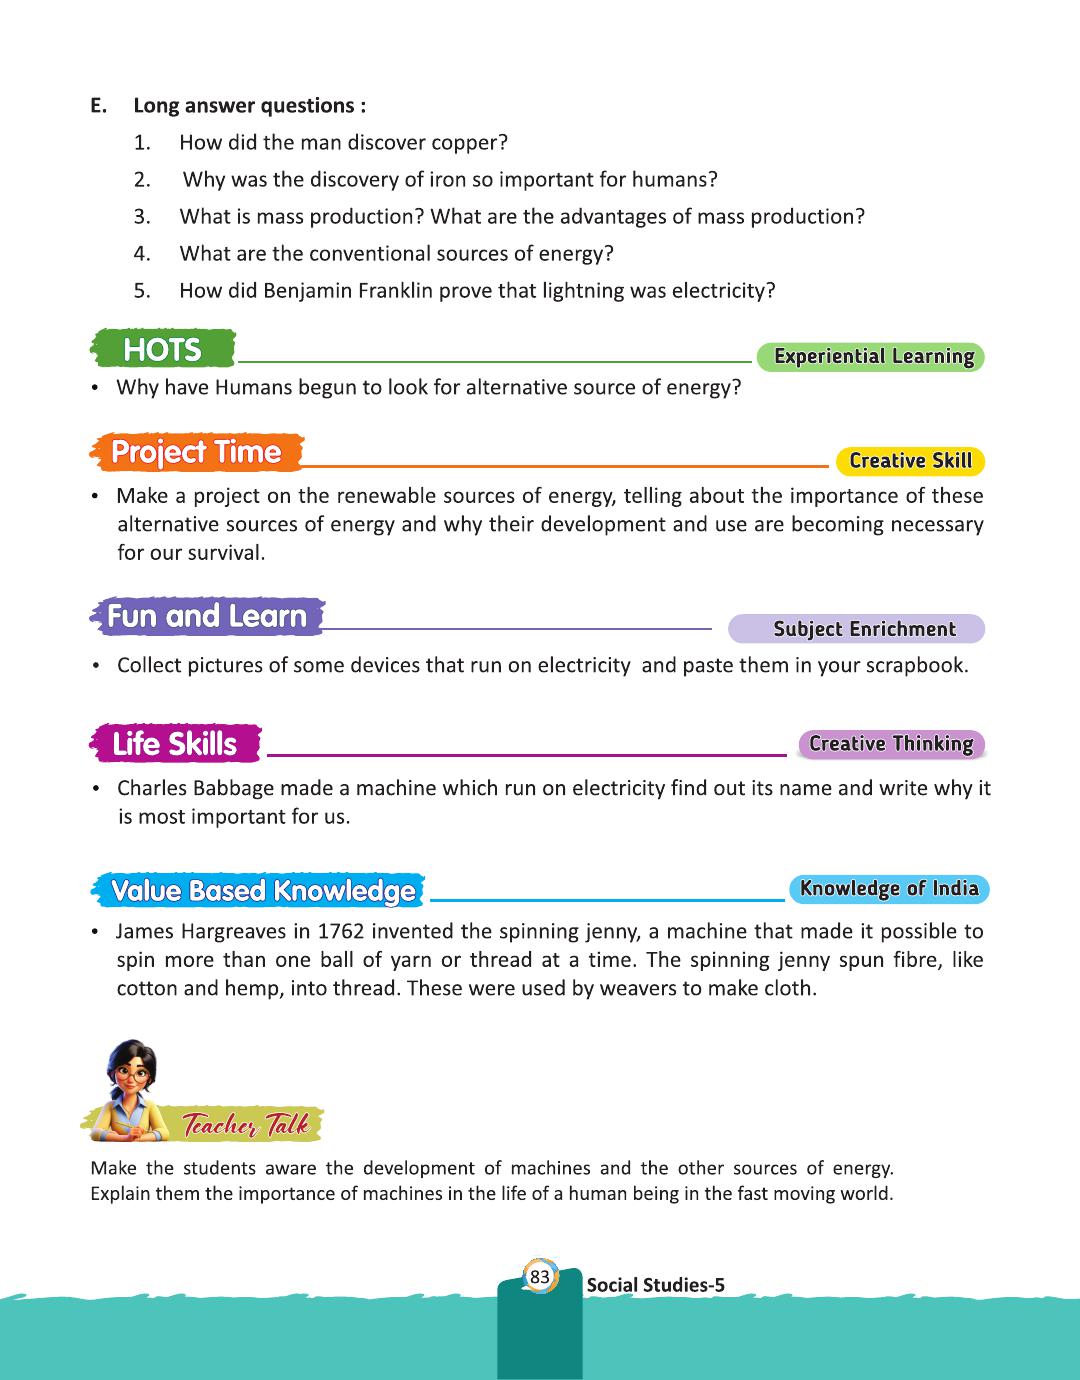 E. Long answer questions :
1. How did the man discover copper?
2. Why was the discovery of iron so important for humans?
3. What is mass production? What are the advantages of mass production?
4. What are the conventional sources of energy?
5. How did Benjamin Franklin prove that lightning was electricity?
HOTS
Experiential Learning
• Why have Humans begun to look for alternative source of energy?
Project Time
Creative Skill
• Make a project on the renewable sources of energy, telling about the importance of these
alternative sources of energy and why their development and use are becoming necessary
for our survival.
Fun and Learn
Subject Enrichment
• Collect pictures of some devices that run on electricity and paste them in your scrapbook.
Life Skills
Creative Thinking
• Charles Babbage made a machine which run on electricity find out its name and write why it
is most important for us.
Value Based Knowledge
Knowledge of India
• James Hargreaves in 1762 invented the spinning jenny, a machine that made it possible to
spin more than one ball of yarn or thread at a time. The spinning jenny spun fibre, like
cotton and hemp, into thread. These were used by weavers to make cloth.
Teacher Talk
Make the students aware the development of machines and the other sources of energy.
Explain them the importance of machines in the life of a human being in the fast moving world.
83
Social Studies-5